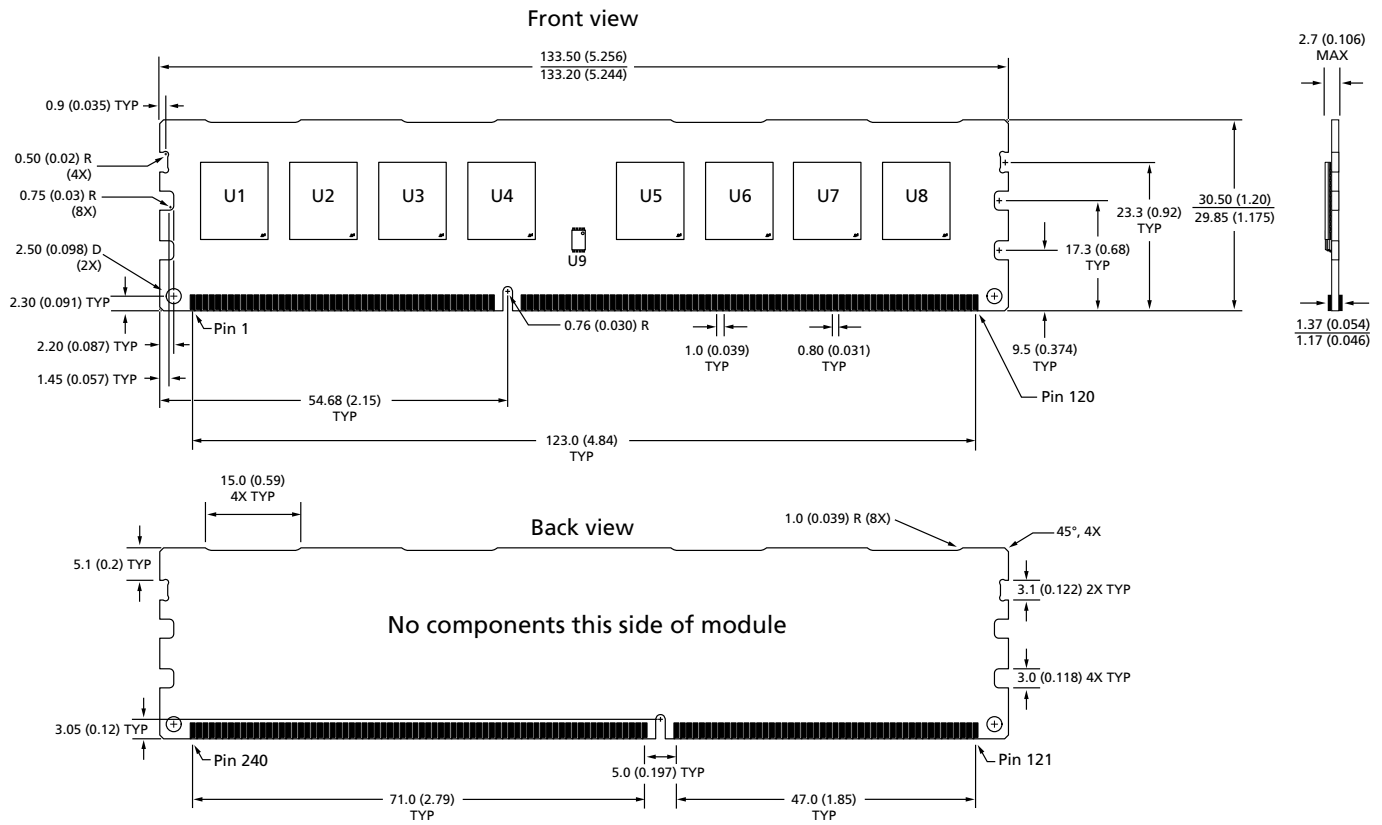 Front view
133.50 (5.256)
133.20 (5.244)
2.7 (0.106)
MAX
0.9 (0.035) TYP
0.50 (0.02) R
(4X)
0.75 (0.03) R
(8X)
2.50 (0.098) D
(2X)
2.30 (0.091) TYP
2.20 (0.087) TYP
1.45 (0.057) TYP
U1
U2
U3
U4
U5
U6
U7
U8
U9
Pin 1
0.76 (0.030) R
1.0 (0.039)
TYP
0.80 (0.031)
TYP
Pin 120
23.3 (0.92)
TYP
17.3 (0.68)
TYP
9.5 (0.374)
TYP
30.50 (1.20)
29.85 (1.175)
1.37 (0.054)
1.17 (0.046)
54.68 (2.15)
TYP
123.0 (4.84)
TYP
15.0 (0.59)
4X TYP
Back view
1.0 (0.039) R (8X)
45°, 4X
5.1 (0.2) TYP
3.1 (0.122) 2X TYP
No components this side of module
3.0 (0.118) 4X TYP
3.05 (0.12) TYP
Pin 240
5.0 (0.197) TYP
Pin 121
71.0 (2.79)
TYP
47.0 (1.85)
TYP